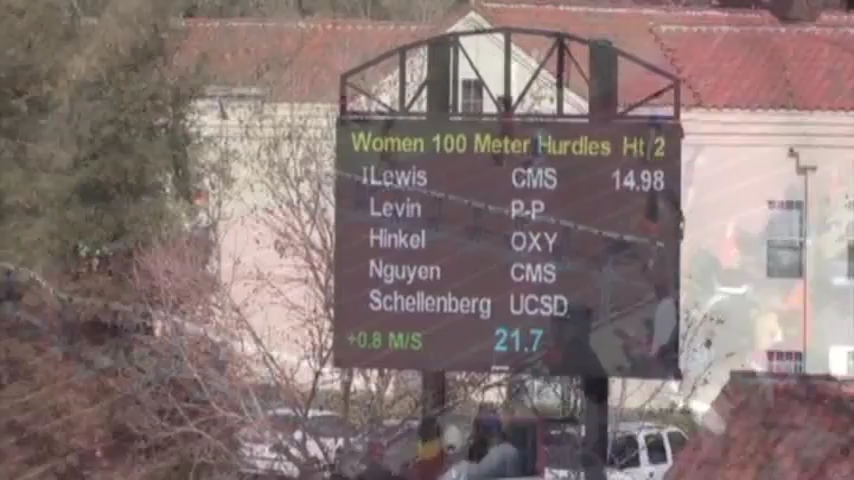 Women 100 Meter Hurdles Ht 2
1Lewis CMS 14.98
Levin P-P
Hinkel OXY
Nguyen CMS
Schellenberg UCSD
+0.8 M/S 21.7